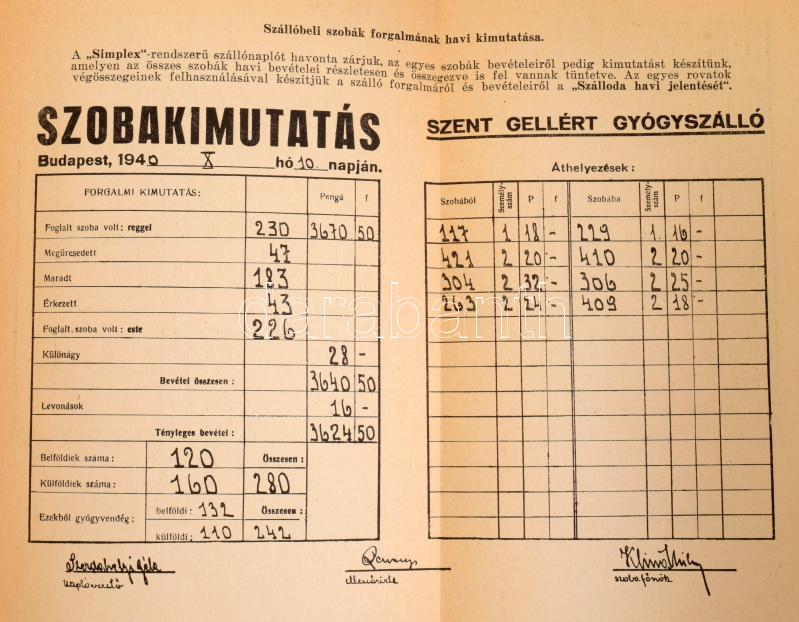 Szállóbeli szobák forgalmának havi kimutatása.
A „Simplex"-rendszerű szállónaplót havonta zárjuk, az egyes szobák bevételeiről pedig kimutatást készítünk,
amelyen az összes szobák havi bevételei részletesen és összegezve is fel vannak tüntetve. Az egyes rovatok
végösszegeinek felhasználásával készítjük a szálló forgalmáról és bevételeiről a „Szálloda havi jelentését".
SZOBAKIMUTATÁS
Budapest, 1940 X hó 10 napján.
FORGALMI KIMUTATÁS: Pengő f
Foglalt szoba volt: reggel 230 3670 50
Megüresedett 47
Maradt 183
Érkezett 43
Foglalt szoba volt: este 226
Különágy 28 -
Bevétel összesen: 3640 50
Levonások 16 -
Tényleges bevétel: 3624 50
Belföldiek száma: 120 Összesen:
Külföldiek száma: 160 280
Ezekből gyógyvendég: belföldi: 132 Összesen:
külföldi: 110 242
SZENT GELLÉRT GYÓGYSZÁLLÓ
Áthelyezések:
Szobából Személyszám P f Szobába Személyszám P f
117 1 18 - 229 1. 16 -
421 2 20 - 410 2 20 -
304 2 32 - 306 2 25 -
263 2 24 - 409 2 18 -
Szerdahelyi Géla
naplóvezető
ellenőrizte
szobafőnök
darabanth